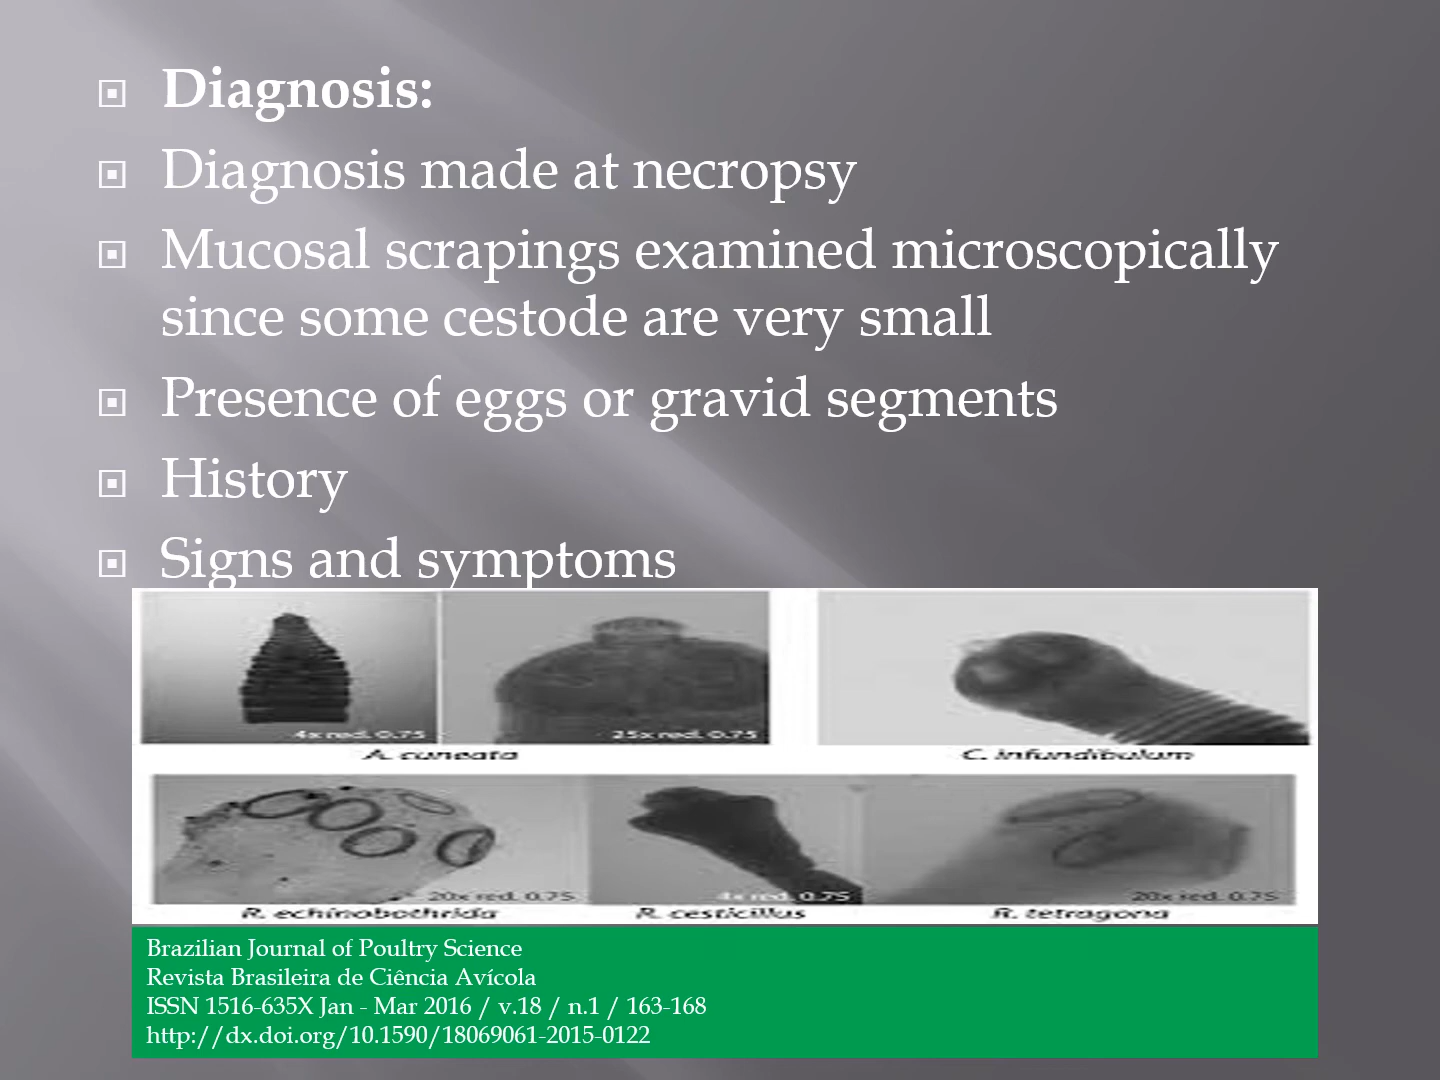 Diagnosis:
Diagnosis made at necropsy
Mucosal scrapings examined microscopically
since some cestode are very small
Presence of eggs or gravid segments
History
Signs and symptoms
4x red. 0.75
25x red. 0.75
A. cuneata
C. infundibulum
20x red. 0.75
4x red. 0.75
20x red. 0.75
R. echinobothrida
R. cesticillus
R. tetragona
Brazilian Journal of Poultry Science
Revista Brasileira de Ciência Avícola
ISSN 1516-635X Jan - Mar 2016 / v.18 / n.1 / 163-168
http://dx.doi.org/10.1590/18069061-2015-0122